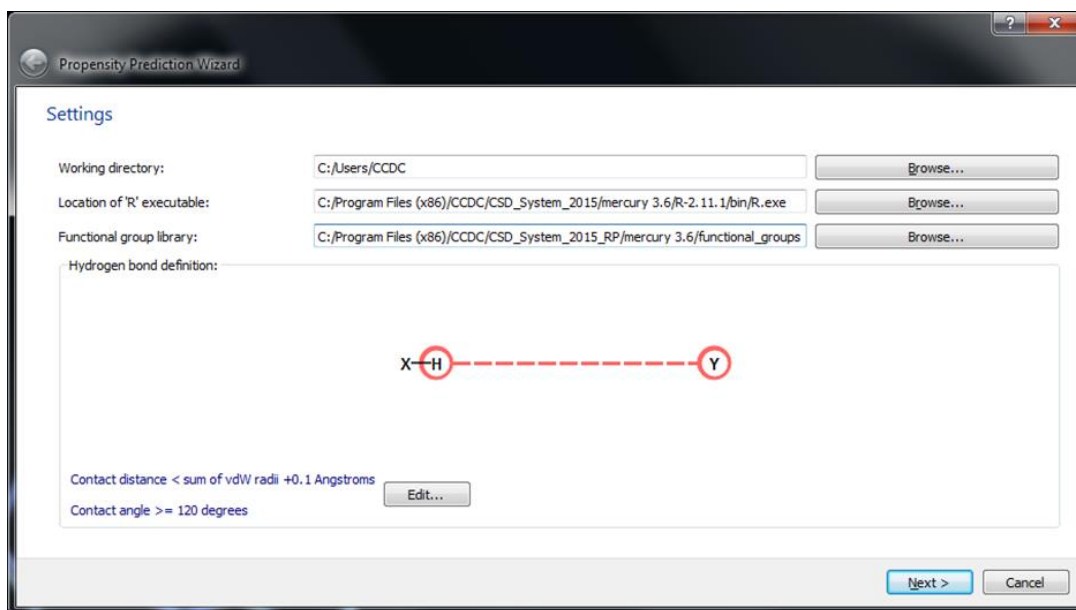 ?
Propensity Prediction Wizard
Settings
Working directory: C:/Users/CCDC Browse...
Location of 'R' executable: C:/Program Files (x86)/CCDC/CSD_System_2015/mercury 3.6/R-2.11.1/bin/R.exe Browse...
Functional group library: C:/Program Files (x86)/CCDC/CSD_System_2015_RP/mercury 3.6/functional_groups Browse...
Hydrogen bond definition:
X H Y
Contact distance < sum of vdW radii +0.1 Angstroms
Edit...
Contact angle >= 120 degrees
Next > Cancel